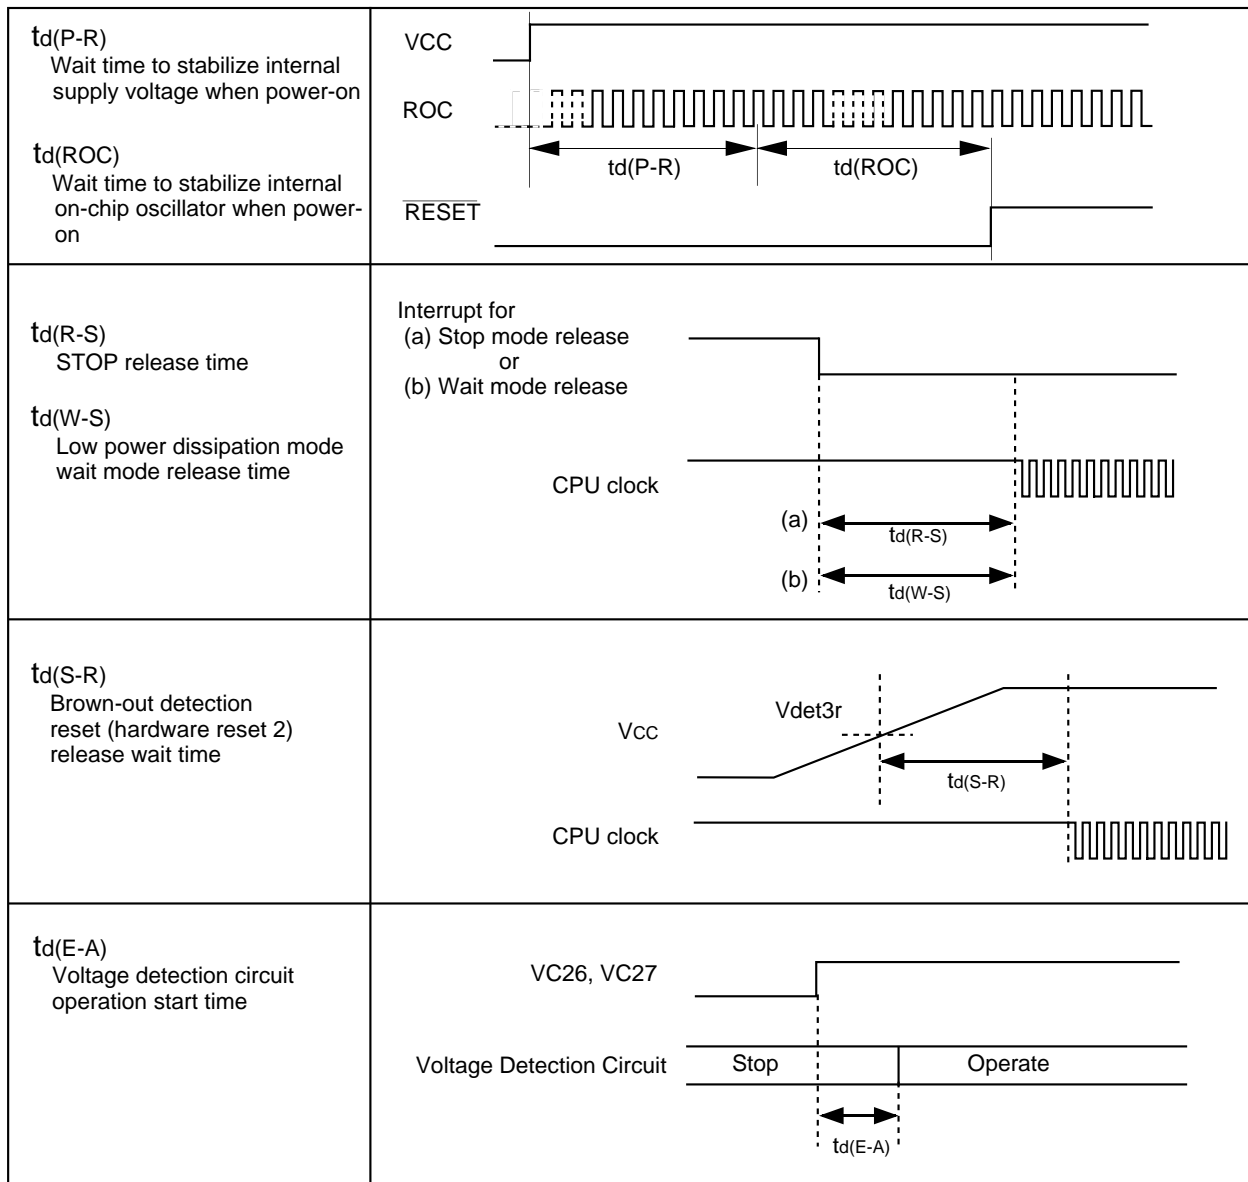 td(P-R)
Wait time to stabilize internal
supply voltage when power-on
td(ROC)
Wait time to stabilize internal
on-chip oscillator when power-
on
VCC
ROC
td(P-R)
td(ROC)
RESET
td(R-S)
STOP release time
td(W-S)
Low power dissipation mode
wait mode release time
Interrupt for
(a) Stop mode release
or
(b) Wait mode release
CPU clock
(a)
td(R-S)
(b)
td(W-S)
td(S-R)
Brown-out detection
reset (hardware reset 2)
release wait time
Vdet3r
VCC
td(S-R)
CPU clock
td(E-A)
Voltage detection circuit
operation start time
VC26, VC27
Voltage Detection Circuit
Stop
Operate
td(E-A)